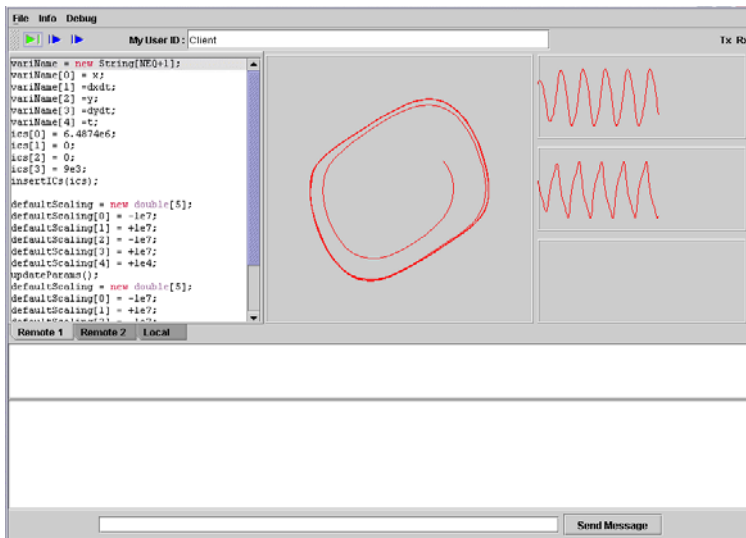 File Info Debug
My User ID : Client
Tx Rx
variName = new String[NEQ+1];
variName[0] = x;
variName[1] =dxdt;
variName[2] =y;
variName[3] =dydt;
variName[4] =t;
ics[0] = 6.4874e6;
ics[1] = 0;
ics[2] = 0;
ics[3] = 9e3;
insertICs(ics);
defaultScaling = new double[5];
defaultScaling[0] = -1e7;
defaultScaling[1] = +1e7;
defaultScaling[2] = -1e7;
defaultScaling[3] = +1e7;
defaultScaling[4] = +1e4;
updateParams();
defaultScaling = new double[5];
defaultScaling[0] = -1e7;
defaultScaling[1] = +1e7;
Remote 1 Remote 2 Local
Send Message